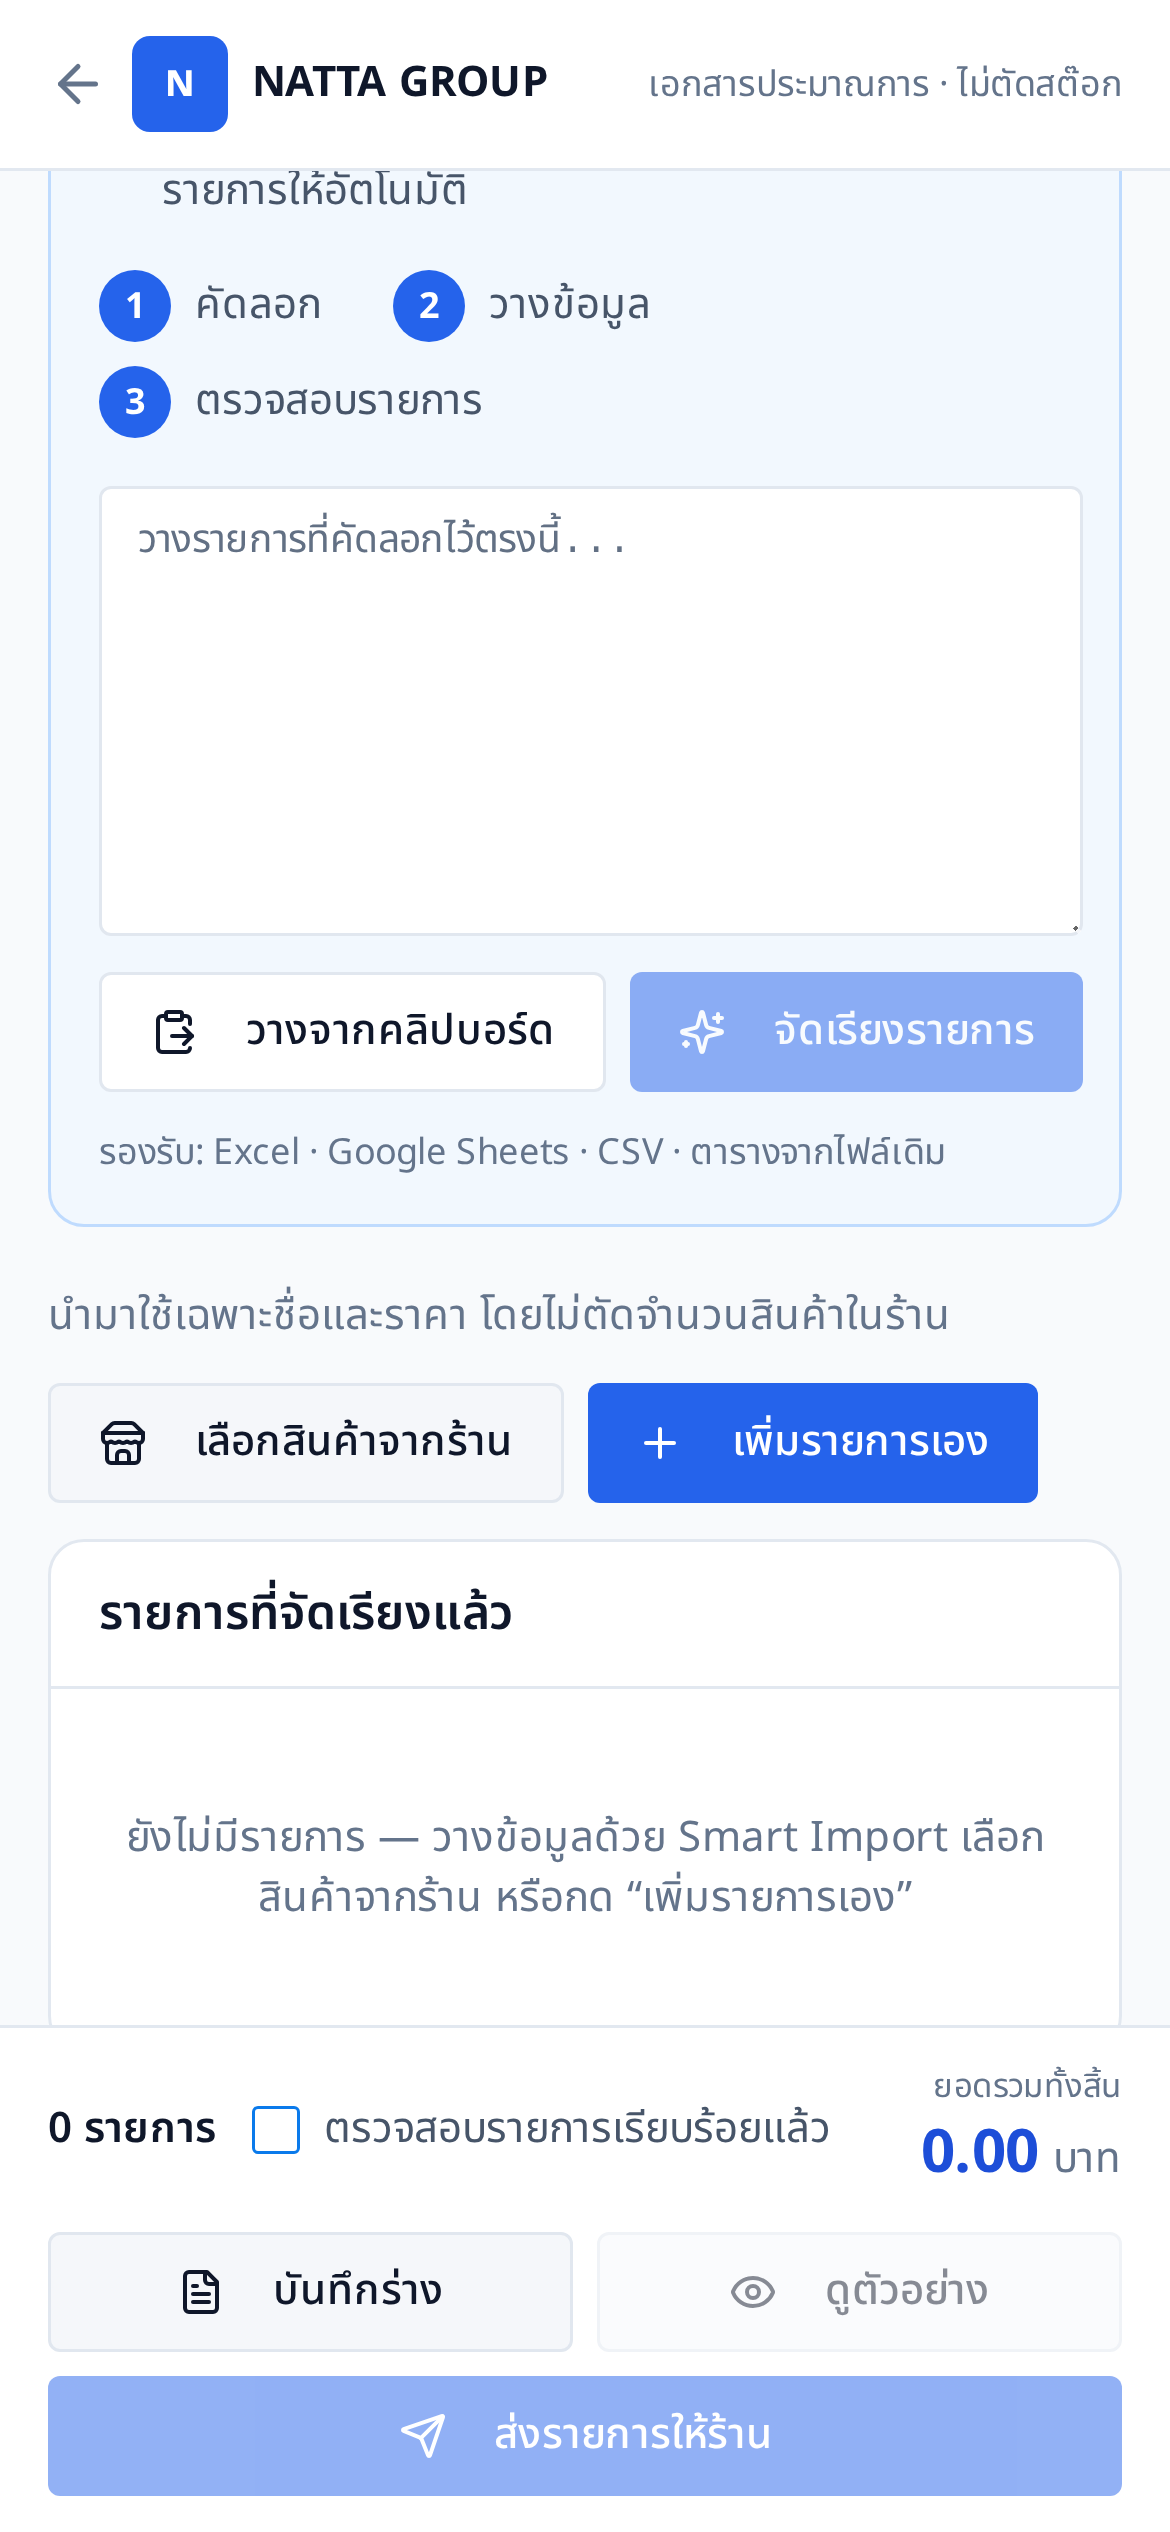 N NATTA GROUP เอกสารประมาณการ · ไม่ตัดสต๊อก
รายการให้อัตโนมัติ
1 คัดลอก 2 วางข้อมูล
3 ตรวจสอบรายการ
วางรายการที่คัดลอกไว้ตรงนี้...
วางจากคลิปบอร์ด จัดเรียงรายการ
รองรับ: Excel · Google Sheets · CSV · ตารางจากไฟล์เดิม
นำมาใช้เฉพาะชื่อและราคา โดยไม่ตัดจำนวนสินค้าในร้าน
เลือกสินค้าจากร้าน เพิ่มรายการเอง
รายการที่จัดเรียงแล้ว
ยังไม่มีรายการ — วางข้อมูลด้วย Smart Import เลือก
สินค้าจากร้าน หรือกด “เพิ่มรายการเอง”
ยอดรวมทั้งสิ้น
0 รายการ ตรวจสอบรายการเรียบร้อยแล้ว
0.00 บาท
บันทึกร่าง ดูตัวอย่าง
ส่งรายการให้ร้าน